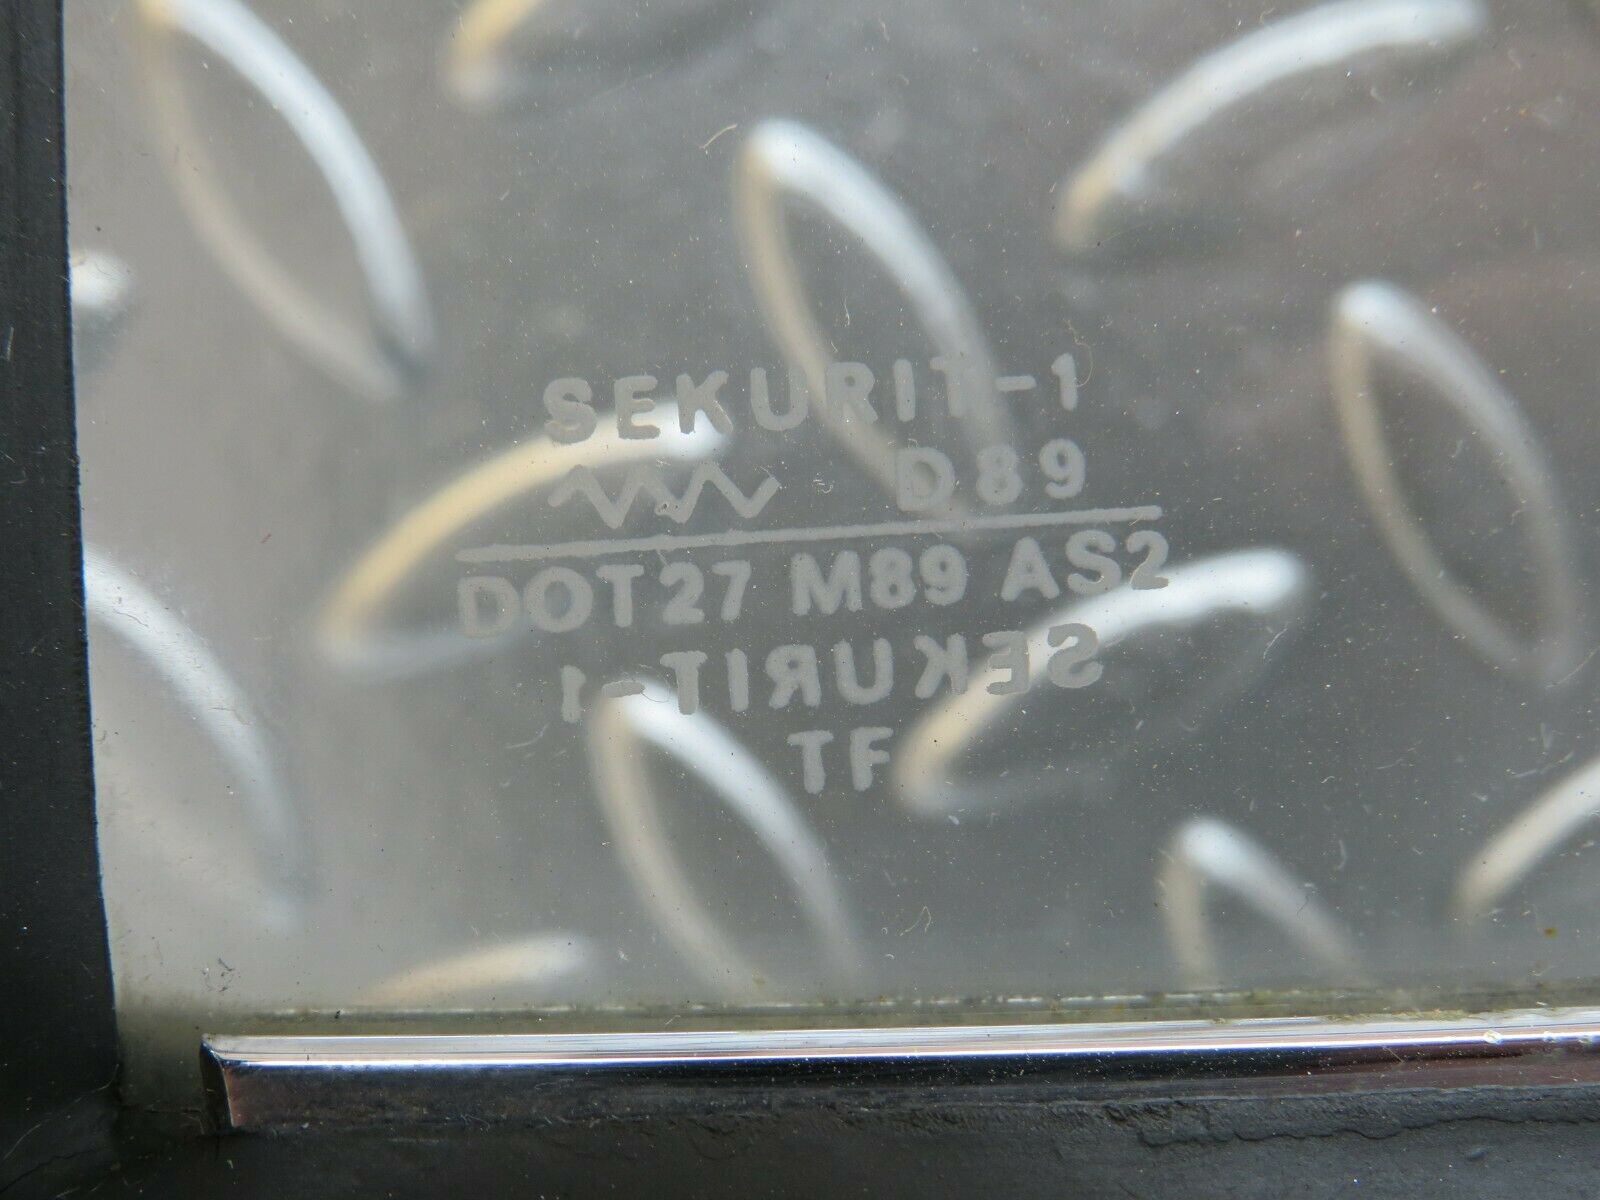 SEKURIT-1
D89
DOT27 M89 AS2
SEKURIT-1
TF